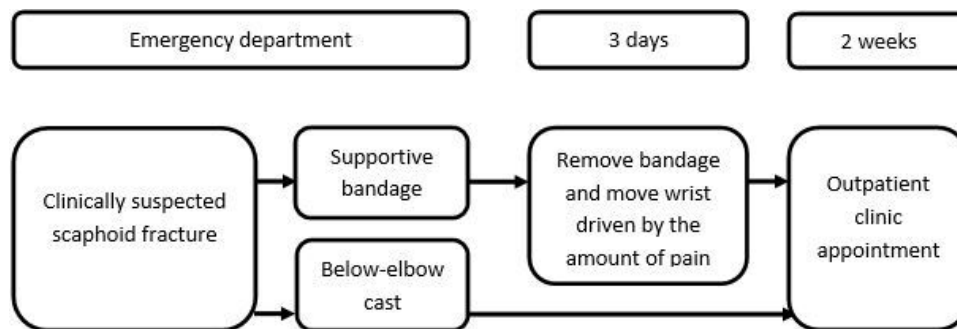 Emergency department
3 days
2 weeks
Clinically suspected
scaphoid fracture
Supportive
bandage
Below-elbow
cast
Remove bandage
and move wrist
driven by the
amount of pain
Outpatient
clinic
appointment